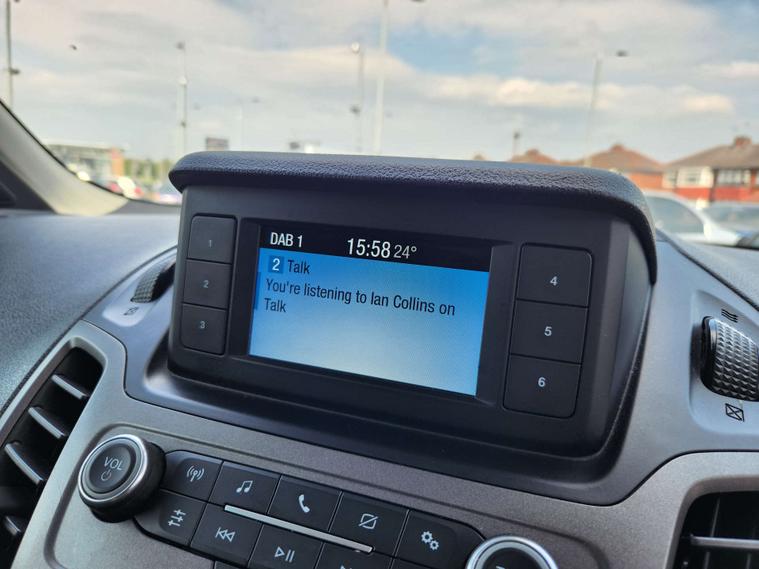 DAB 1 15:58 24°
2 Talk
You're listening to Ian Collins on
Talk
1
2
3
4
5
6
VOL